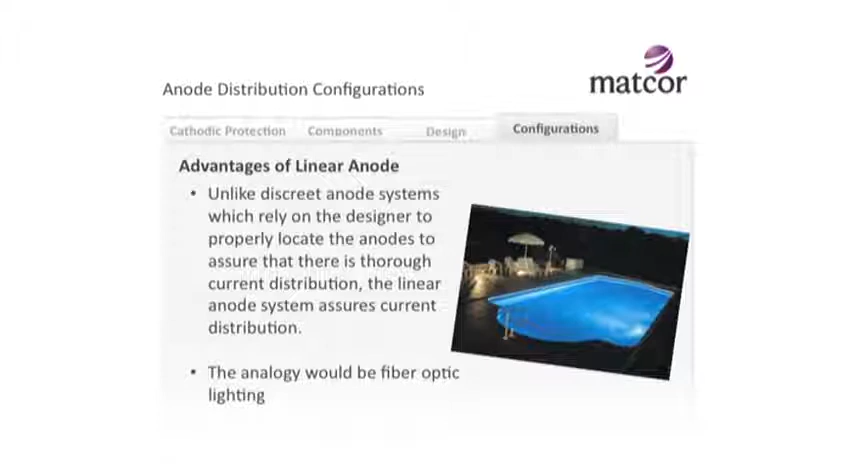 matcor
Anode Distribution Configurations
Cathodic Protection
Components
Design
Configurations
Advantages of Linear Anode
• Unlike discreet anode systems
which rely on the designer to
properly locate the anodes to
assure that there is thorough
current distribution, the linear
anode system assures current
distribution.
• The analogy would be fiber optic
lighting